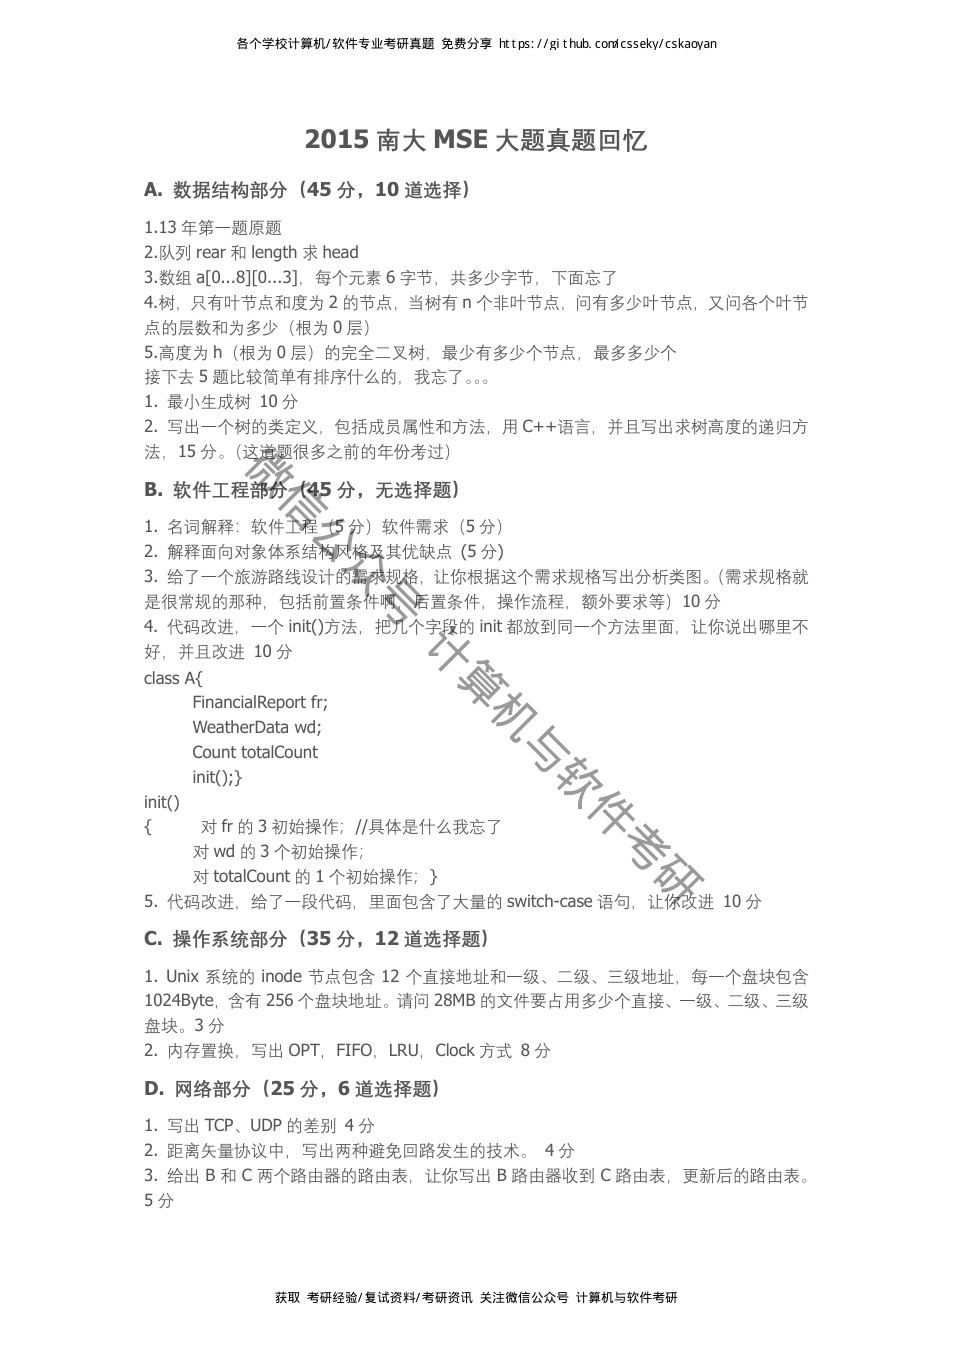 各个学校计算机/软件专业考研真题 免费分享 https://github.com/csseky/cskaoyan
2015 南大 MSE 大题真题回忆
A. 数据结构部分（45 分，10 道选择）
1.13 年第一题原题
2.队列 rear 和 length 求 head
3.数组 a[0…8][0…3]，每个元素 6 字节，共多少字节，下面忘了
4.树，只有叶节点和度为 2 的节点，当树有 n 个非叶节点，问有多少叶节点，又问各个叶节
点的层数和为多少（根为 0 层）
5.高度为 h（根为 0 层）的完全二叉树，最少有多少个节点，最多多少个
接下去 5 题比较简单有排序什么的，我忘了。。。
1. 最小生成树 10 分
2. 写出一个树的类定义，包括成员属性和方法，用 C++语言，并且写出求树高度的递归方
法，15 分。（这道题很多之前的年份考过）
B. 软件工程部分（45 分，无选择题）
1. 名词解释：软件工程（5 分）软件需求（5 分）
2. 解释面向对象体系结构风格及其优缺点 (5 分)
3. 给了一个旅游路线设计的需求规格，让你根据这个需求规格写出分析类图。（需求规格就
是很常规的那种，包括前置条件啊，后置条件，操作流程，额外要求等）10 分
4. 代码改进，一个 init()方法，把几个字段的 init 都放到同一个方法里面，让你说出哪里不
好，并且改进 10 分
class A{
FinancialReport fr;
WeatherData wd;
Count totalCount
init();}
init()
{ 对 fr 的 3 初始操作；//具体是什么我忘了
对 wd 的 3 个初始操作；
对 totalCount 的 1 个初始操作；}
5. 代码改进，给了一段代码，里面包含了大量的 switch-case 语句，让你改进 10 分
C. 操作系统部分（35 分，12 道选择题）
1. Unix 系统的 inode 节点包含 12 个直接地址和一级、二级、三级地址，每一个盘块包含
1024Byte，含有 256 个盘块地址。请问 28MB 的文件要占用多少个直接、一级、二级、三级
盘块。3 分
2. 内存置换，写出 OPT，FIFO，LRU，Clock 方式 8 分
D. 网络部分（25 分，6 道选择题）
1. 写出 TCP、UDP 的差别 4 分
2. 距离矢量协议中，写出两种避免回路发生的技术。 4 分
3. 给出 B 和 C 两个路由器的路由表，让你写出 B 路由器收到 C 路由表，更新后的路由表。
5 分
微信公众号 计算机与软件考研
获取 考研经验/复试资料/考研资讯 关注微信公众号 计算机与软件考研